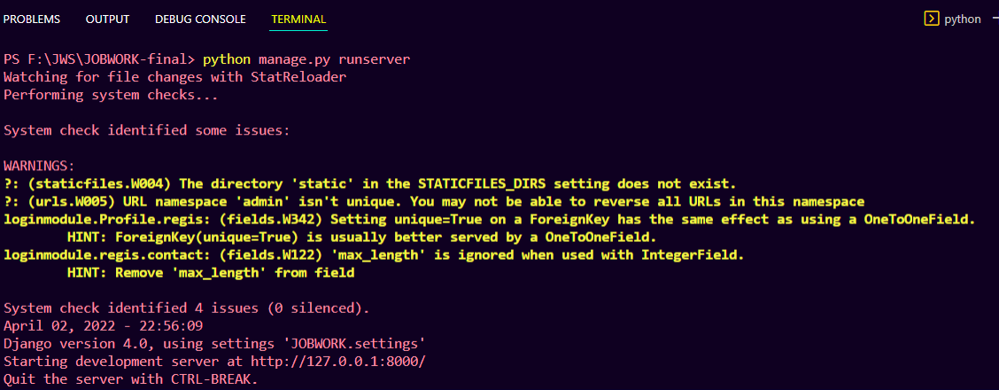 PROBLEMS OUTPUT DEBUG CONSOLE TERMINAL python
PS F:\JWS\JOBWORK-final> python manage.py runserver
Watching for file changes with StatReloader
Performing system checks...
System check identified some issues:
WARNINGS:
?: (staticfiles.W004) The directory 'static' in the STATICFILES_DIRS setting does not exist.
?: (urls.W005) URL namespace 'admin' isn't unique. You may not be able to reverse all URLs in this namespace
loginmodule.Profile.regis: (fields.W342) Setting unique=True on a ForeignKey has the same effect as using a OneToOneField.
HINT: ForeignKey(unique=True) is usually better served by a OneToOneField.
loginmodule.regis.contact: (fields.W122) 'max_length' is ignored when used with IntegerField.
HINT: Remove 'max_length' from field
System check identified 4 issues (0 silenced).
April 02, 2022 - 22:56:09
Django version 4.0, using settings 'JOBWORK.settings'
Starting development server at http://127.0.0.1:8000/
Quit the server with CTRL-BREAK.